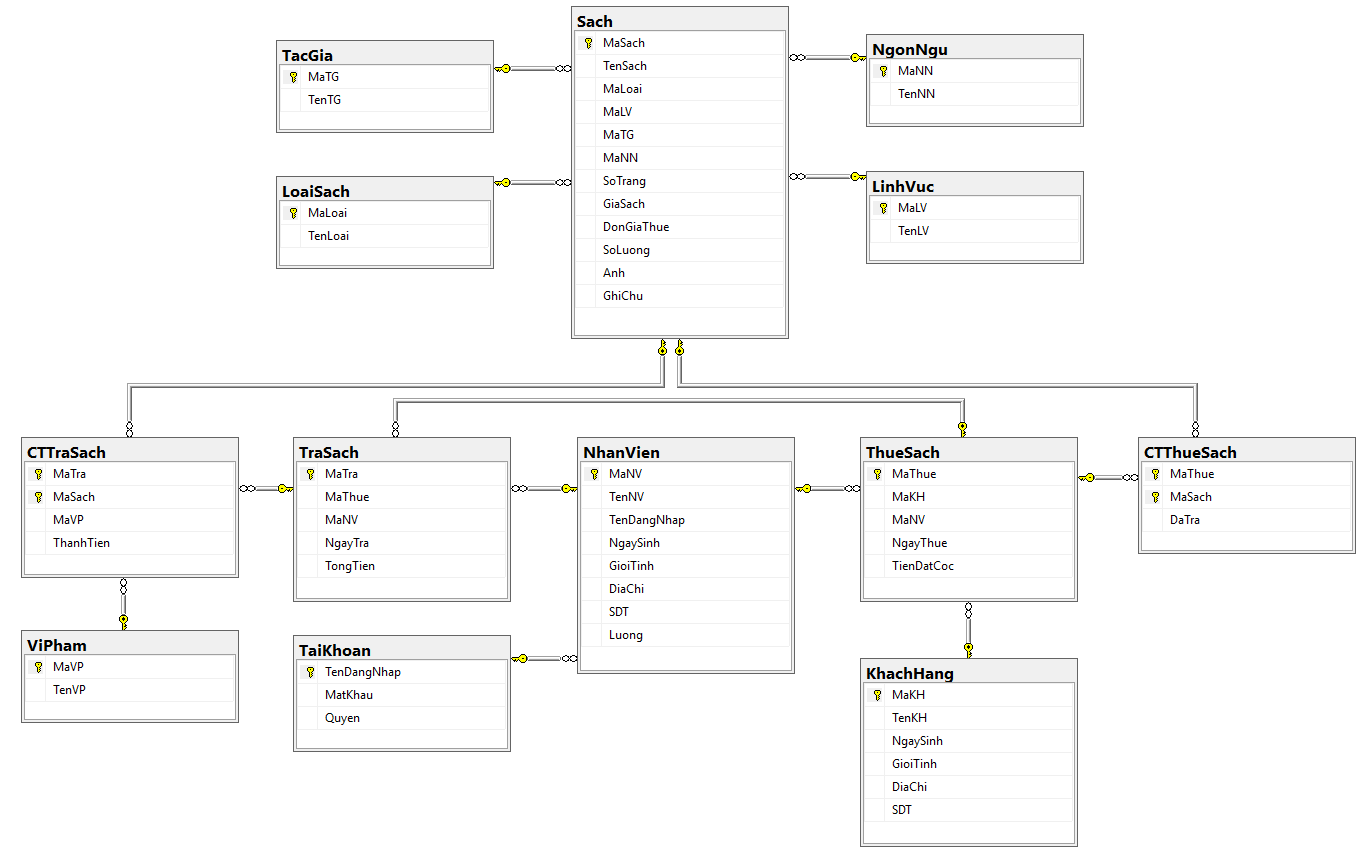 Sach
MaSach
TenSach
MaLoai
MaLV
MaTG
MaNN
SoTrang
GiaSach
DonGiaThue
SoLuong
Anh
GhiChu
TacGia
MaTG
TenTG
NgonNgu
MaNN
TenNN
LoaiSach
MaLoai
TenLoai
LinhVuc
MaLV
TenLV
CTTraSach
MaTra
MaSach
MaVP
ThanhTien
TraSach
MaTra
MaThue
MaNV
NgayTra
TongTien
NhanVien
MaNV
TenNV
TenDangNhap
NgaySinh
GioiTinh
DiaChi
SDT
Luong
ThueSach
MaThue
MaKH
MaNV
NgayThue
TienDatCoc
CTThueSach
MaThue
MaSach
DaTra
ViPham
MaVP
TenVP
TaiKhoan
TenDangNhap
MatKhau
Quyen
KhachHang
MaKH
TenKH
NgaySinh
GioiTinh
DiaChi
SDT